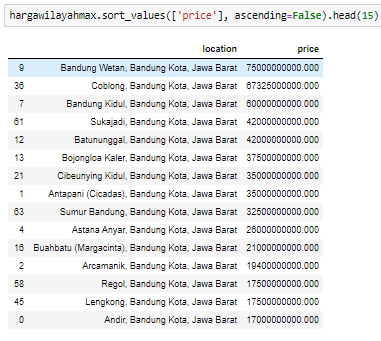 hargawilayahmax.sort_values(['price'], ascending=False).head(15)
location price
9 Bandung Wetan, Bandung Kota, Jawa Barat 75000000000.000
36 Coblong, Bandung Kota, Jawa Barat 67325000000.000
7 Bandung Kidul, Bandung Kota, Jawa Barat 60000000000.000
61 Sukajadi, Bandung Kota, Jawa Barat 42000000000.000
12 Batununggal, Bandung Kota, Jawa Barat 42000000000.000
13 Bojongloa Kaler, Bandung Kota, Jawa Barat 37500000000.000
21 Cibeunying Kidul, Bandung Kota, Jawa Barat 35000000000.000
1 Antapani (Cicadas), Bandung Kota, Jawa Barat 35000000000.000
63 Sumur Bandung, Bandung Kota, Jawa Barat 32500000000.000
4 Astana Anyar, Bandung Kota, Jawa Barat 26000000000.000
16 Buahbatu (Margacinta), Bandung Kota, Jawa Barat 21000000000.000
2 Arcamanik, Bandung Kota, Jawa Barat 19400000000.000
58 Regol, Bandung Kota, Jawa Barat 17500000000.000
45 Lengkong, Bandung Kota, Jawa Barat 17500000000.000
0 Andir, Bandung Kota, Jawa Barat 17000000000.000